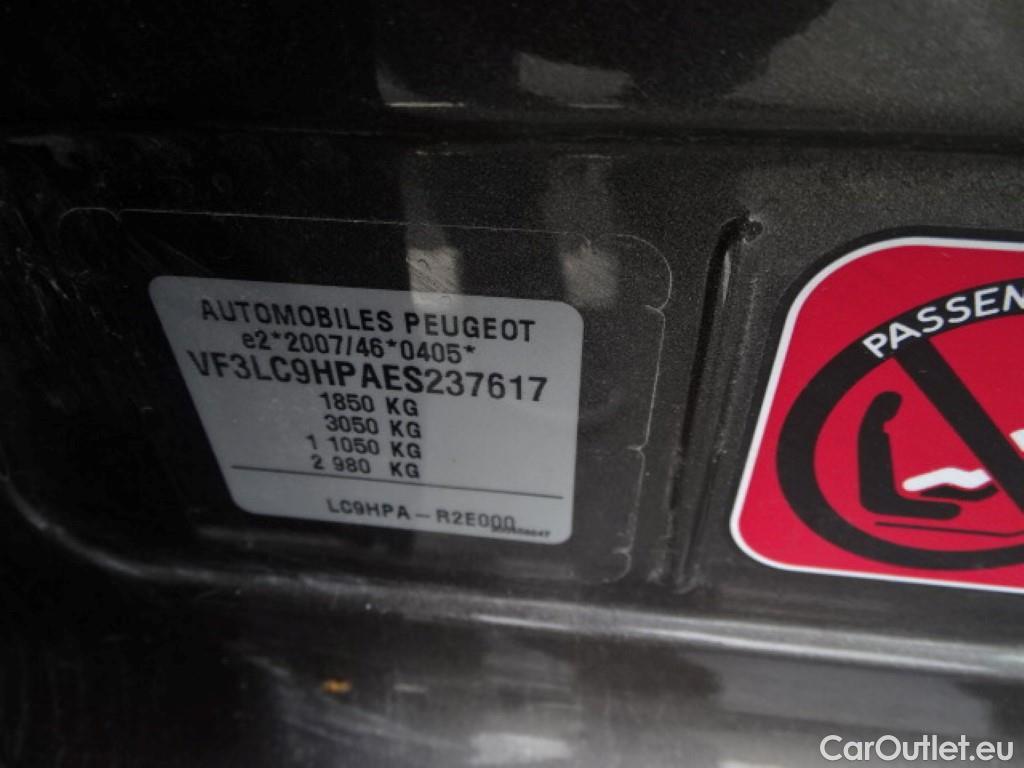 AUTOMOBILES PEUGEOT
e2*2007/46*0405*
VF3LC9HPAES237617
1850 KG
3050 KG
1 1050 KG
2 980 KG
LC9HPA-R2E000
PASSEN
CarOutlet.eu